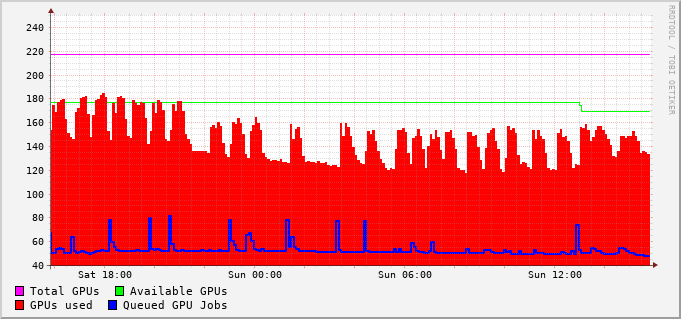 RRDTOOL / TOBI OETIKER
240
220
200
180
160
140
120
100
80
60
40
Sat 18:00 Sun 00:00 Sun 06:00 Sun 12:00
Total GPUs Available GPUs
GPUs used Queued GPU Jobs